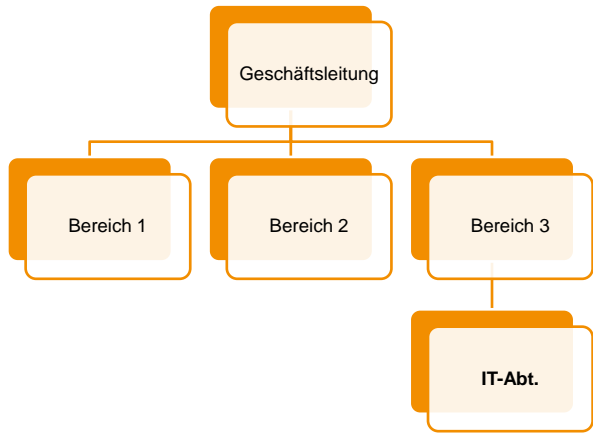 Geschäftsleitung
Bereich 1
Bereich 2
Bereich 3
IT-Abt.